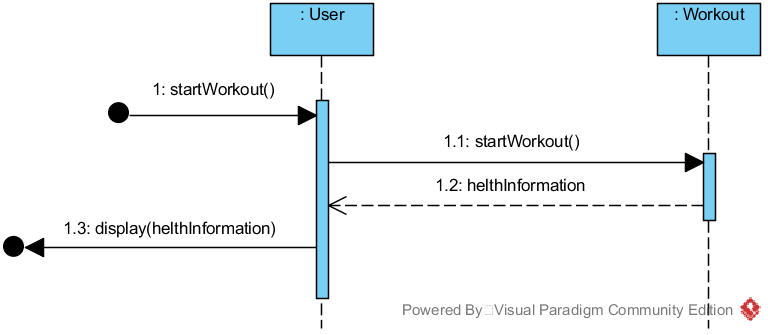 : User
: Workout
1: startWorkout()
1.1: startWorkout()
1.2: helthInformation
1.3: display(helthInformation)
Powered By Visual Paradigm Community Edition